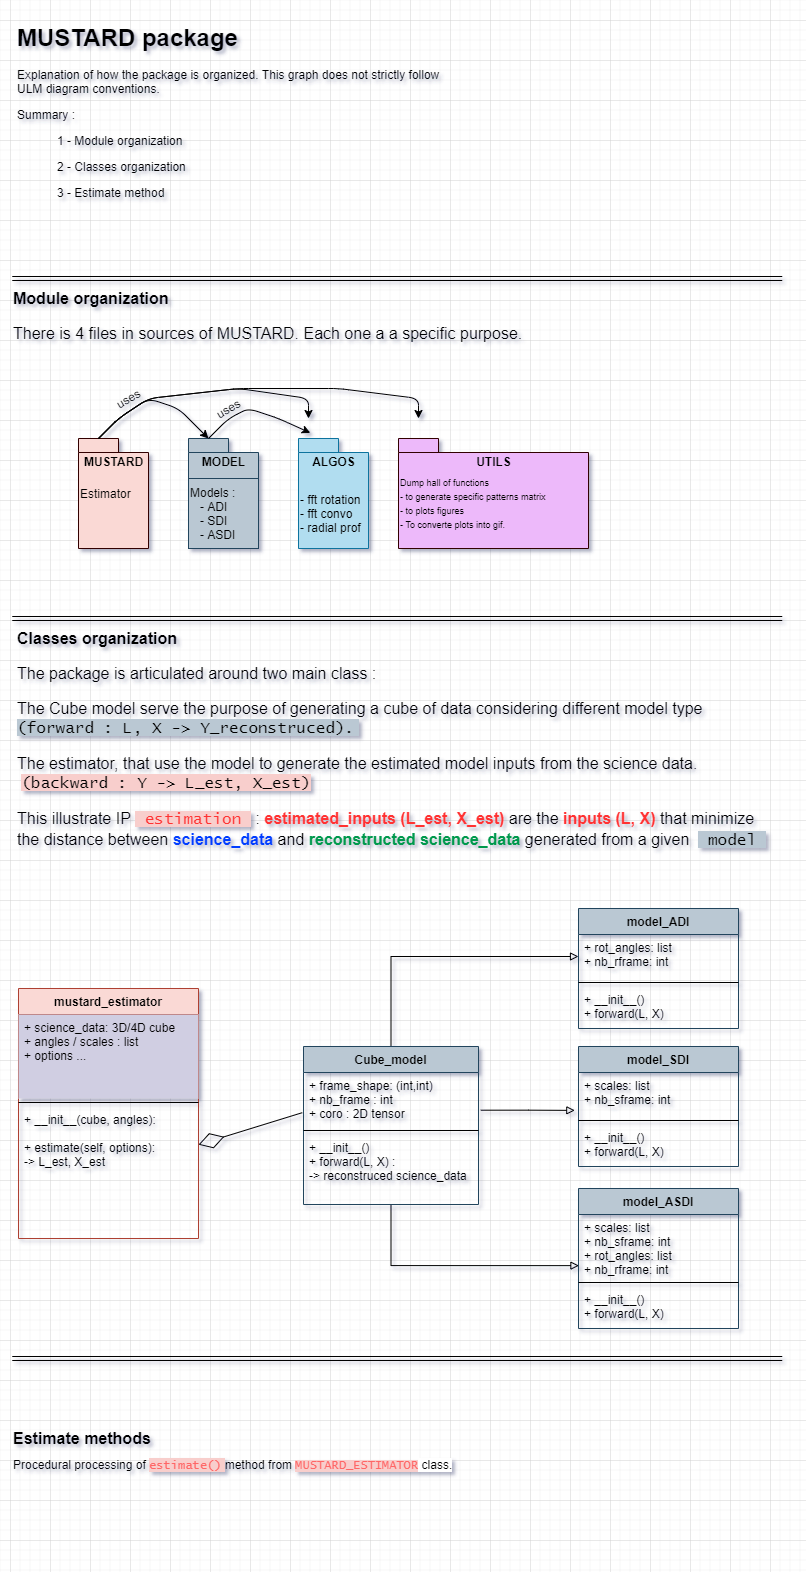 MUSTARD package
Explanation of how the package is organized. This graph does not strictly follow
ULM diagram conventions.
Summary :
1 - Module organization
2 - Classes organization
3 - Estimate method
Module organization
There is 4 files in sources of MUSTARD. Each one a a specific purpose.
uses
uses
MUSTARD
Estimator
MODEL
Models :
- ADI
- SDI
- ASDI
ALGOS
- fft rotation
- fft convo
- radial prof
UTILS
Dump hall of functions
- to generate specific patterns matrix
- to plots figures
- To converte plots into gif.
Classes organization
The package is articulated around two main class :
The Cube model serve the purpose of generating a cube of data considering different model type
(forward : L, X -> Y_reconstruced).
The estimator, that use the model to generate the estimated model inputs from the science data.
(backward : Y -> L_est, X_est)
This illustrate IP estimation : estimated_inputs (L_est, X_est) are the inputs (L, X) that minimize
the distance between science_data and reconstructed science_data generated from a given model
mustard_estimator
+ science_data: 3D/4D cube
+ angles / scales : list
+ options ...
+ __init__(cube, angles):
+ estimate(self, options):
-> L_est, X_est
Cube_model
+ frame_shape: (int,int)
+ nb_frame : int
+ coro : 2D tensor
+ __init__()
+ forward(L, X) :
-> reconstruced science_data
model_ADI
+ rot_angles: list
+ nb_rframe: int
+ __init__()
+ forward(L, X)
model_SDI
+ scales: list
+ nb_sframe: int
+ __init__()
+ forward(L, X)
model_ASDI
+ scales: list
+ nb_sframe: int
+ rot_angles: list
+ nb_rframe: int
+ __init__()
+ forward(L, X)
Estimate methods
Procedural processing of estimate() method from MUSTARD_ESTIMATOR class.